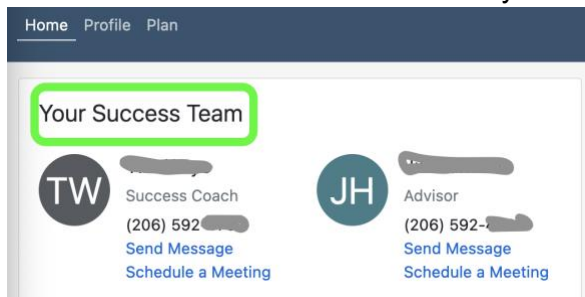 Home Profile Plan
Your Success Team
TW
Success Coach
(206) 592
Send Message
Schedule a Meeting
JH
Advisor
(206) 592-
Send Message
Schedule a Meeting